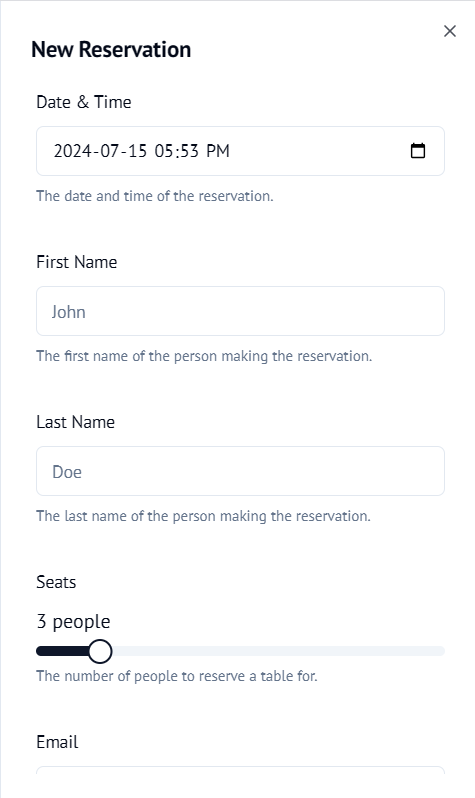 New Reservation
Date & Time
2024-07-15 05:53 PM
The date and time of the reservation.
First Name
John
The first name of the person making the reservation.
Last Name
Doe
The last name of the person making the reservation.
Seats
3 people
The number of people to reserve a table for.
Email